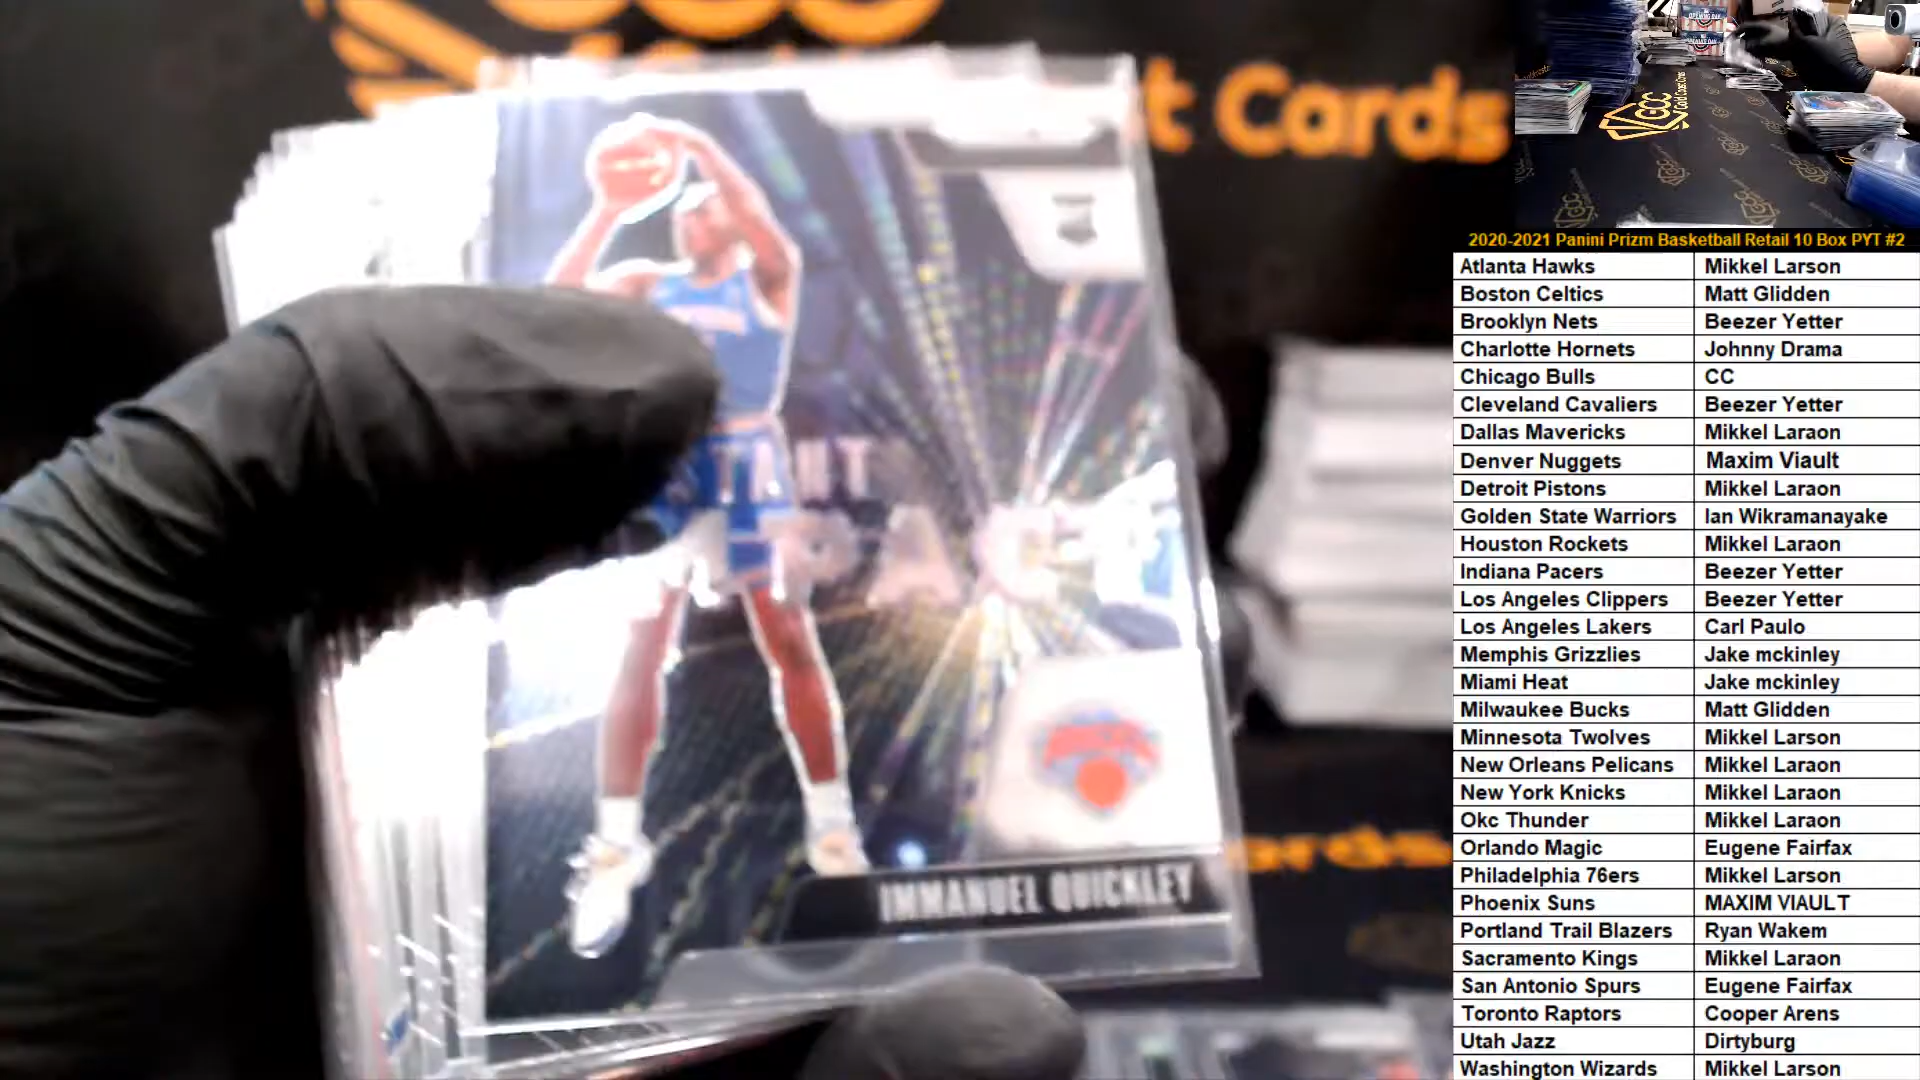 t Cards
IMMANUEL QUICKLEY
GCC
Gold Coast Cards
OPENING DAY
2020-2021 Panini Prizm Basketball Retail 10 Box PYT #2
Atlanta Hawks Mikkel Larson
Boston Celtics Matt Glidden
Brooklyn Nets Beezer Yetter
Charlotte Hornets Johnny Drama
Chicago Bulls CC
Cleveland Cavaliers Beezer Yetter
Dallas Mavericks Mikkel Laraon
Denver Nuggets Maxim Viault
Detroit Pistons Mikkel Laraon
Golden State Warriors Ian Wikramanayake
Houston Rockets Mikkel Laraon
Indiana Pacers Beezer Yetter
Los Angeles Clippers Beezer Yetter
Los Angeles Lakers Carl Paulo
Memphis Grizzlies Jake mckinley
Miami Heat Jake mckinley
Milwaukee Bucks Matt Glidden
Minnesota Twolves Mikkel Larson
New Orleans Pelicans Mikkel Laraon
New York Knicks Mikkel Laraon
Okc Thunder Mikkel Laraon
Orlando Magic Eugene Fairfax
Philadelphia 76ers Mikkel Larson
Phoenix Suns MAXIM VIAULT
Portland Trail Blazers Ryan Wakem
Sacramento Kings Mikkel Laraon
San Antonio Spurs Eugene Fairfax
Toronto Raptors Cooper Arens
Utah Jazz Dirtyburg
Washington Wizards Mikkel Larson